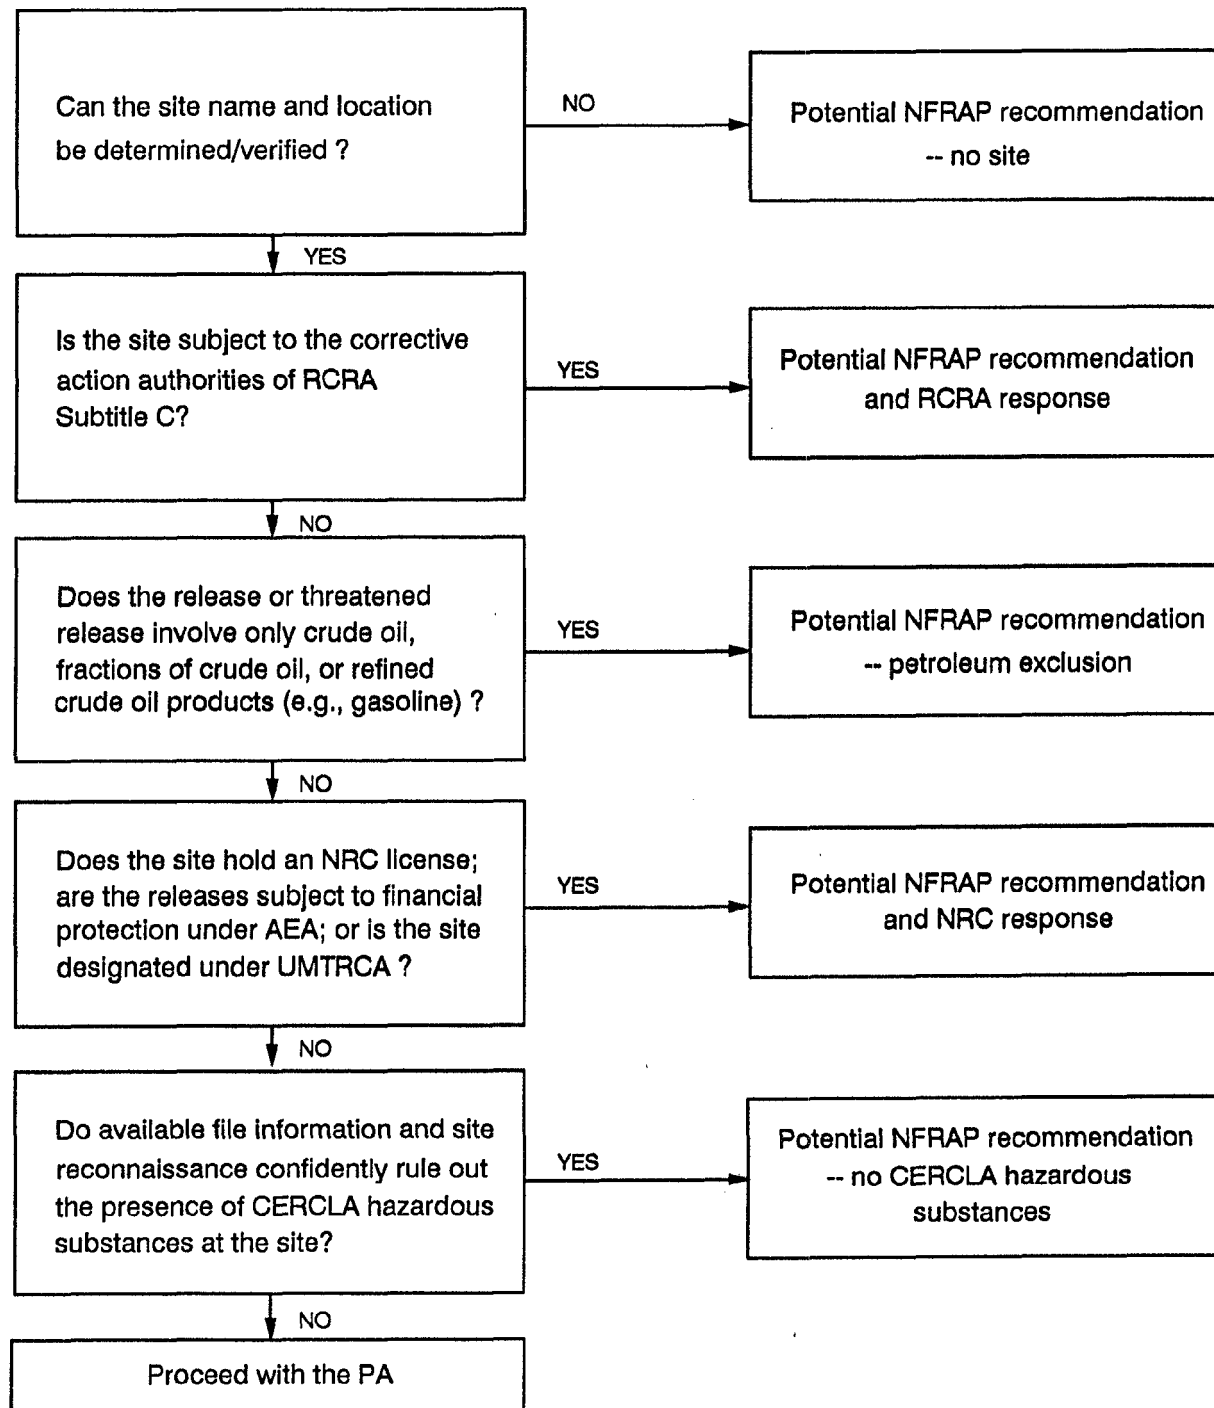 Can the site name and location
be determined/verified ?
NO
Potential NFRAP recommendation
-- no site
YES
Is the site subject to the corrective
action authorities of RCRA
Subtitle C?
YES
Potential NFRAP recommendation
and RCRA response
NO
Does the release or threatened
release involve only crude oil,
fractions of crude oil, or refined
crude oil products (e.g., gasoline) ?
YES
Potential NFRAP recommendation
-- petroleum exclusion
NO
Does the site hold an NRC license;
are the releases subject to financial
protection under AEA; or is the site
designated under UMTRCA ?
YES
Potential NFRAP recommendation
and NRC response
NO
Do available file information and site
reconnaissance confidently rule out
the presence of CERCLA hazardous
substances at the site?
YES
Potential NFRAP recommendation
-- no CERCLA hazardous
substances
NO
Proceed with the PA